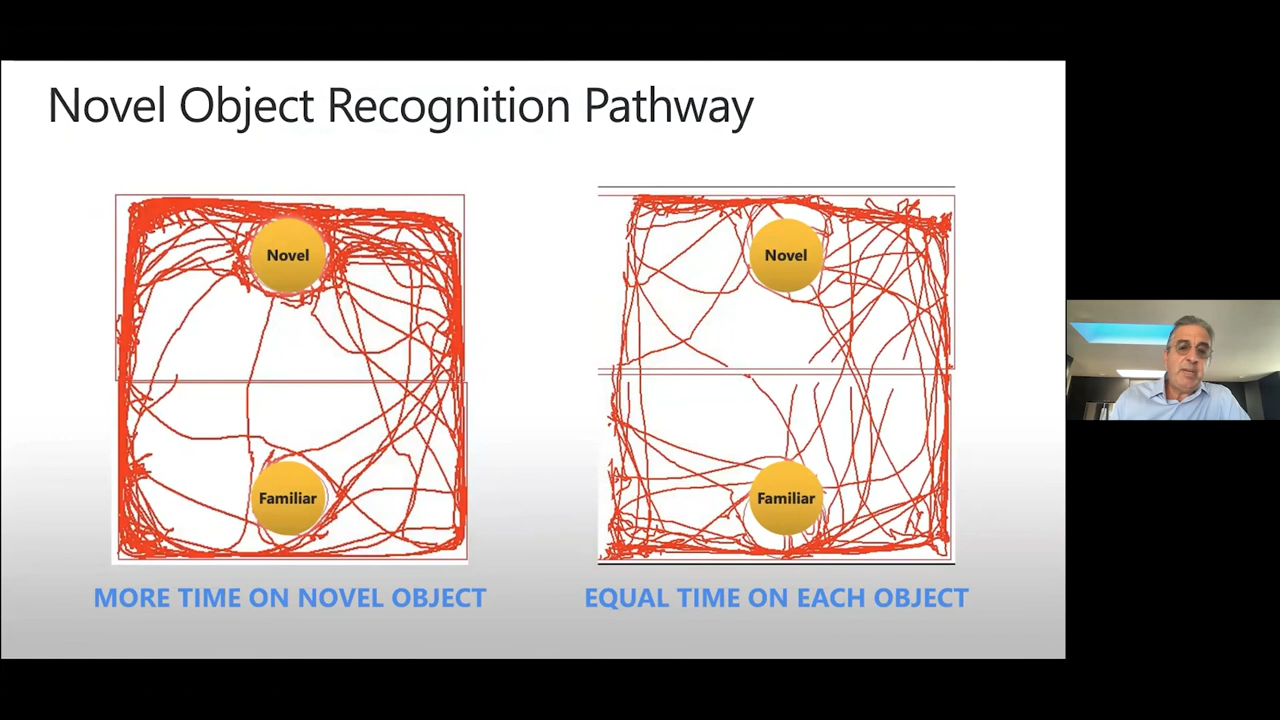 Novel Object Recognition Pathway
Novel
Familiar
MORE TIME ON NOVEL OBJECT
Novel
Familiar
EQUAL TIME ON EACH OBJECT